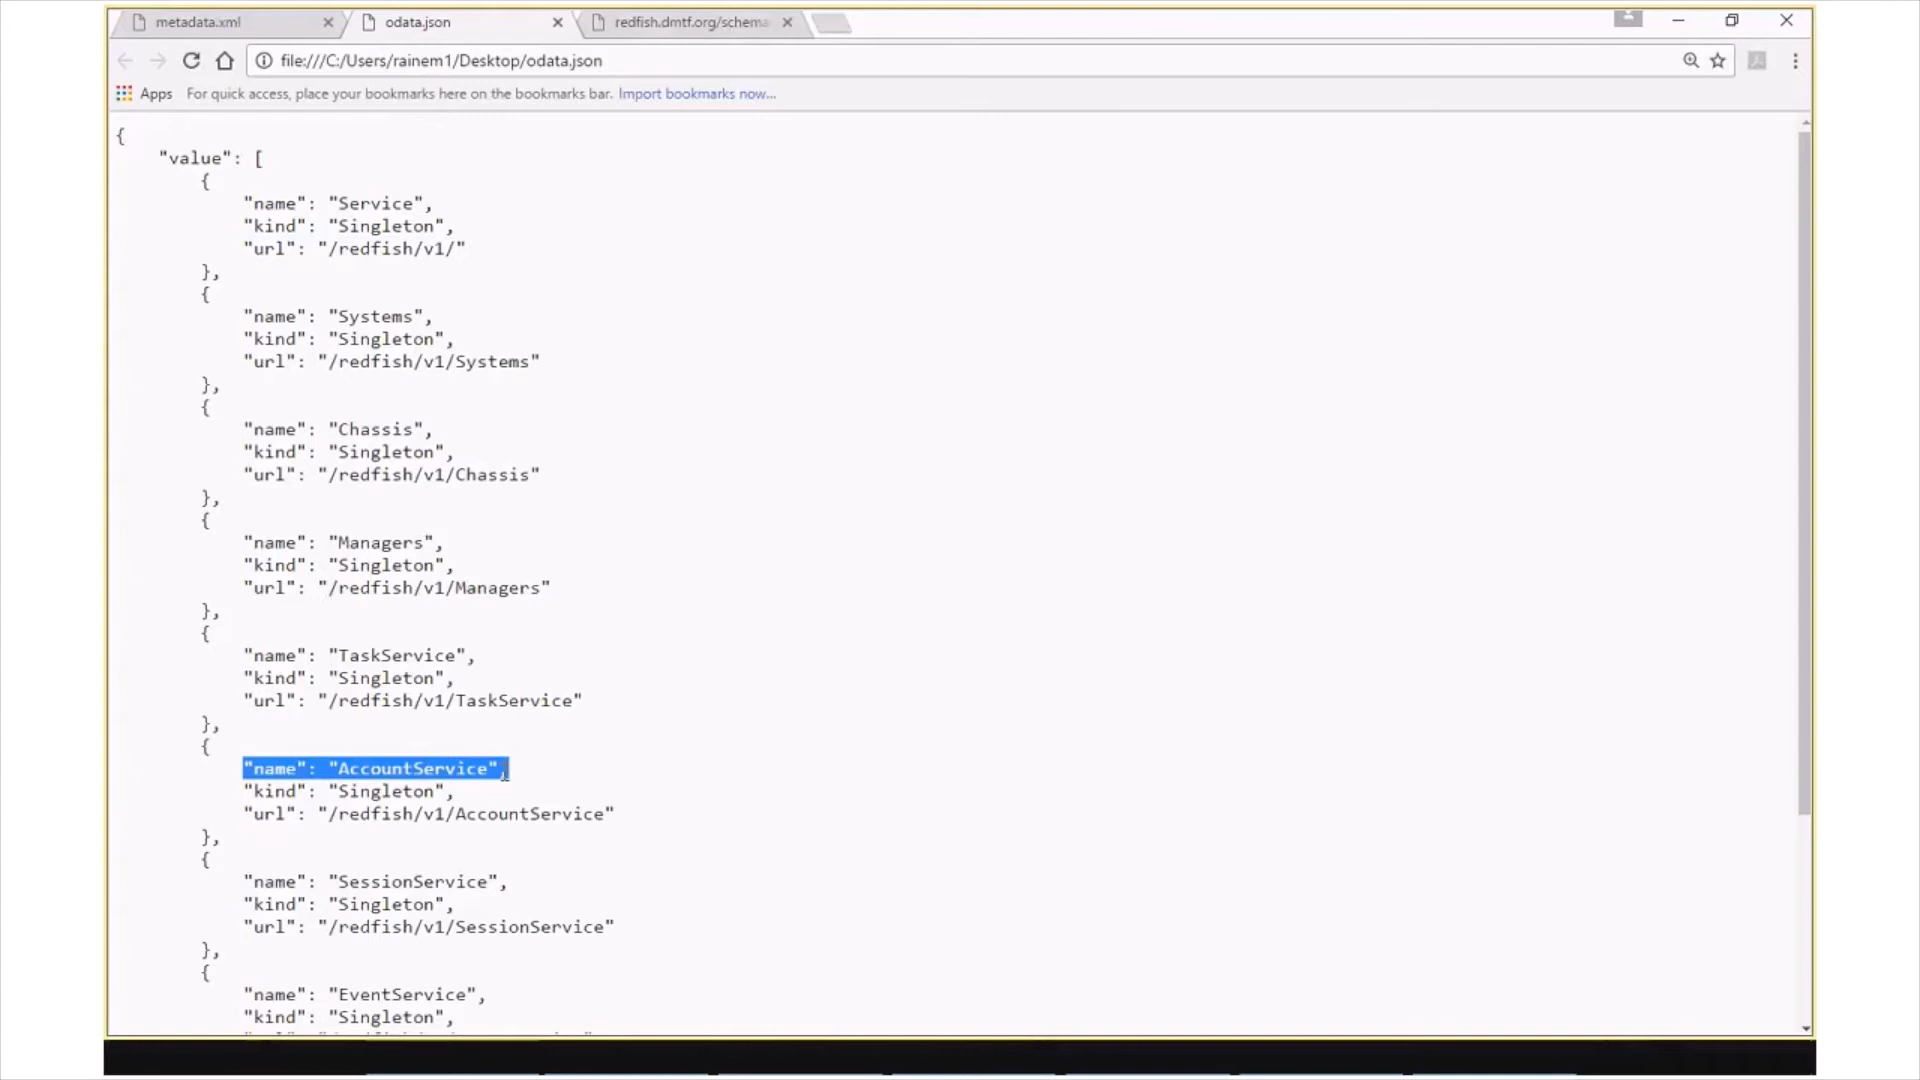 metadata.xml
odata.json
redfish.dmtf.org/schema
file:///C:/Users/rainem1/Desktop/odata.json
Apps For quick access, place your bookmarks here on the bookmarks bar. Import bookmarks now...
{
"value": [
{
"name": "Service",
"kind": "Singleton",
"url": "/redfish/v1/"
},
{
"name": "Systems",
"kind": "Singleton",
"url": "/redfish/v1/Systems"
},
{
"name": "Chassis",
"kind": "Singleton",
"url": "/redfish/v1/Chassis"
},
{
"name": "Managers",
"kind": "Singleton",
"url": "/redfish/v1/Managers"
},
{
"name": "TaskService",
"kind": "Singleton",
"url": "/redfish/v1/TaskService"
},
{
"name": "AccountService",
"kind": "Singleton",
"url": "/redfish/v1/AccountService"
},
{
"name": "SessionService",
"kind": "Singleton",
"url": "/redfish/v1/SessionService"
},
{
"name": "EventService",
"kind": "Singleton",